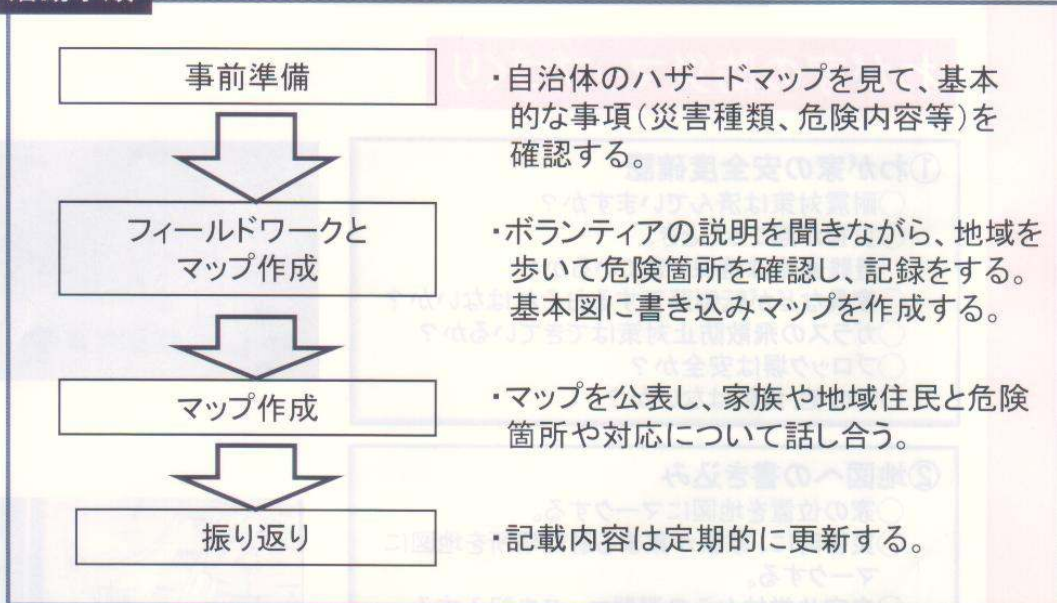 事前準備
・自治体のハザードマップを見て、基本
的な事項(災害種類、危険内容等)を
確認する。
フィールドワークと
マップ作成
・ボランティアの説明を聞きながら、地域を
歩いて危険箇所を確認し、記録をする。
基本図に書き込みマップを作成する。
マップ作成
・マップを公表し、家族や地域住民と危険
箇所や対応について話し合う。
振り返り
・記載内容は定期的に更新する。